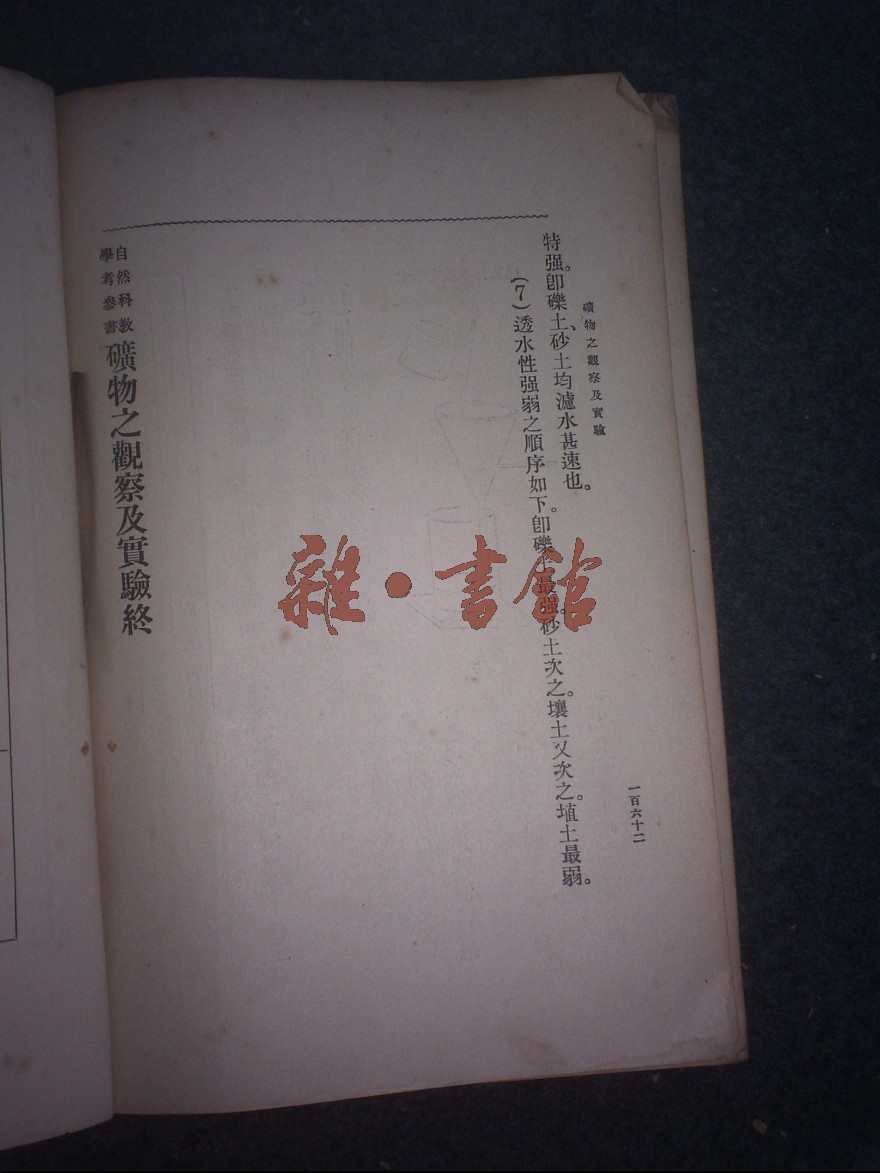 礦物之觀察及實驗
一百六十二
特强。卽礫土、砂土均濾水甚速也。
(7)透水性强弱之順序如下。卽礫土最强。砂土次之。壤土又次之。埴土最弱。
自然科教
學考參書
礦物之觀察及實驗終
雜·書館